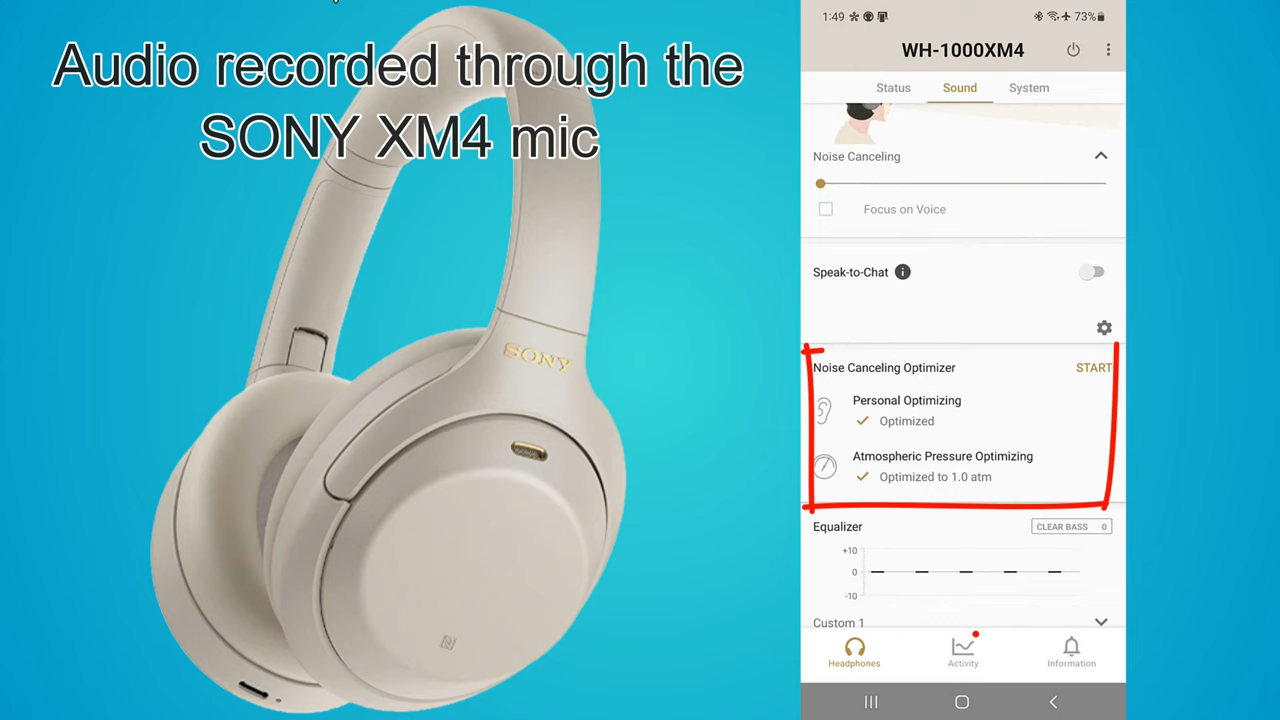 Audio recorded through the
SONY XM4 mic
SONY
1:49
73%
WH-1000XM4
Status Sound System
Noise Canceling
Focus on Voice
Speak-to-Chat
Noise Canceling Optimizer START
Personal Optimizing
Optimized
Atmospheric Pressure Optimizing
Optimized to 1.0 atm
Equalizer CLEAR BASS 0
+10
0
-10
Custom 1
Headphones Activity Information